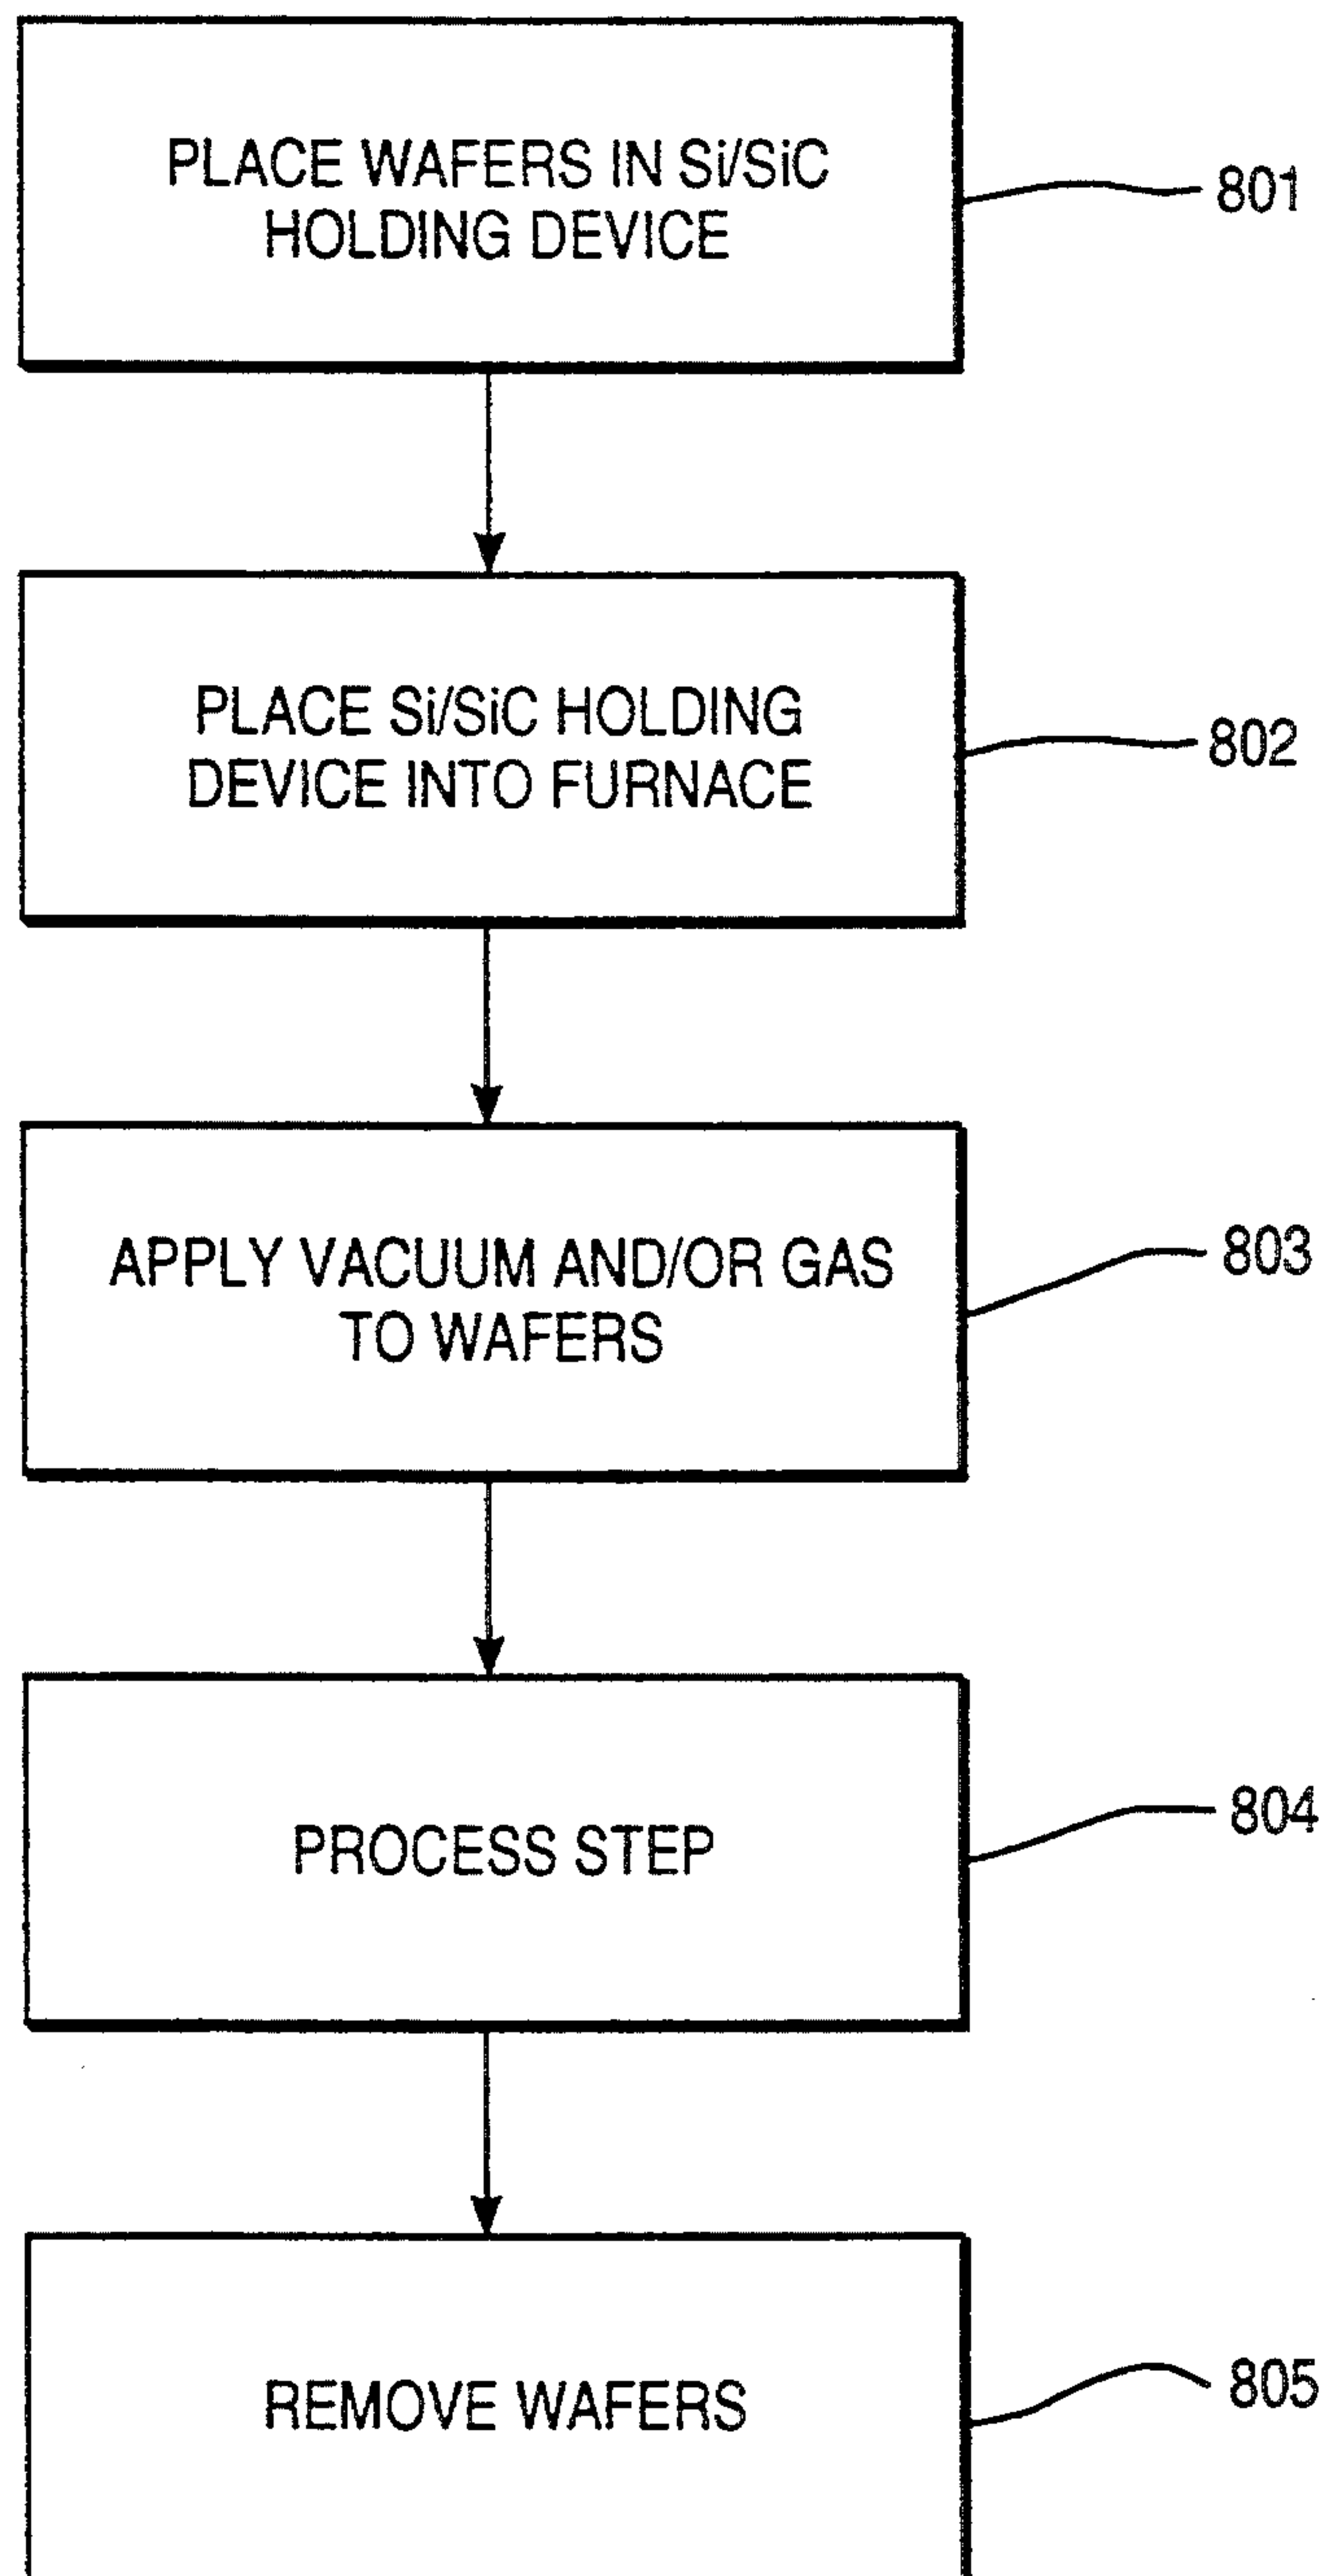 PLACE WAFERS IN Si/SiC
HOLDING DEVICE
801
PLACE Si/SiC HOLDING
DEVICE INTO FURNACE
802
APPLY VACUUM AND/OR GAS
TO WAFERS
803
PROCESS STEP
804
REMOVE WAFERS
805